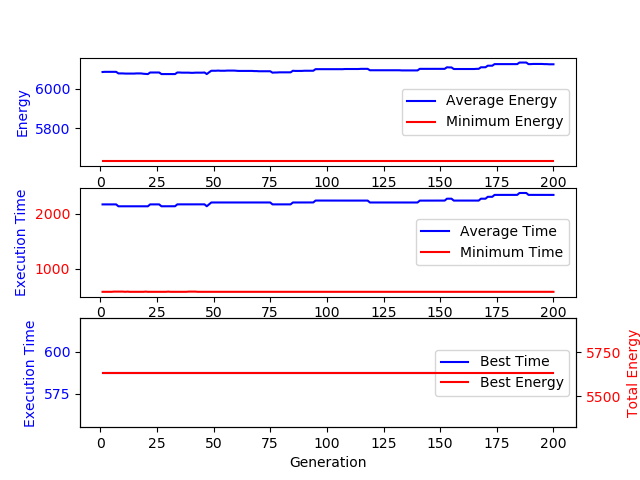 Energy
6000
5800
Average Energy
Minimum Energy
0 25 50 75 100 125 150 175 200
Execution Time
2000
1000
Average Time
Minimum Time
0 25 50 75 100 125 150 175 200
Execution Time
600
575
Best Time
Best Energy
5750
5500
Total Energy
0 25 50 75 100 125 150 175 200
Generation